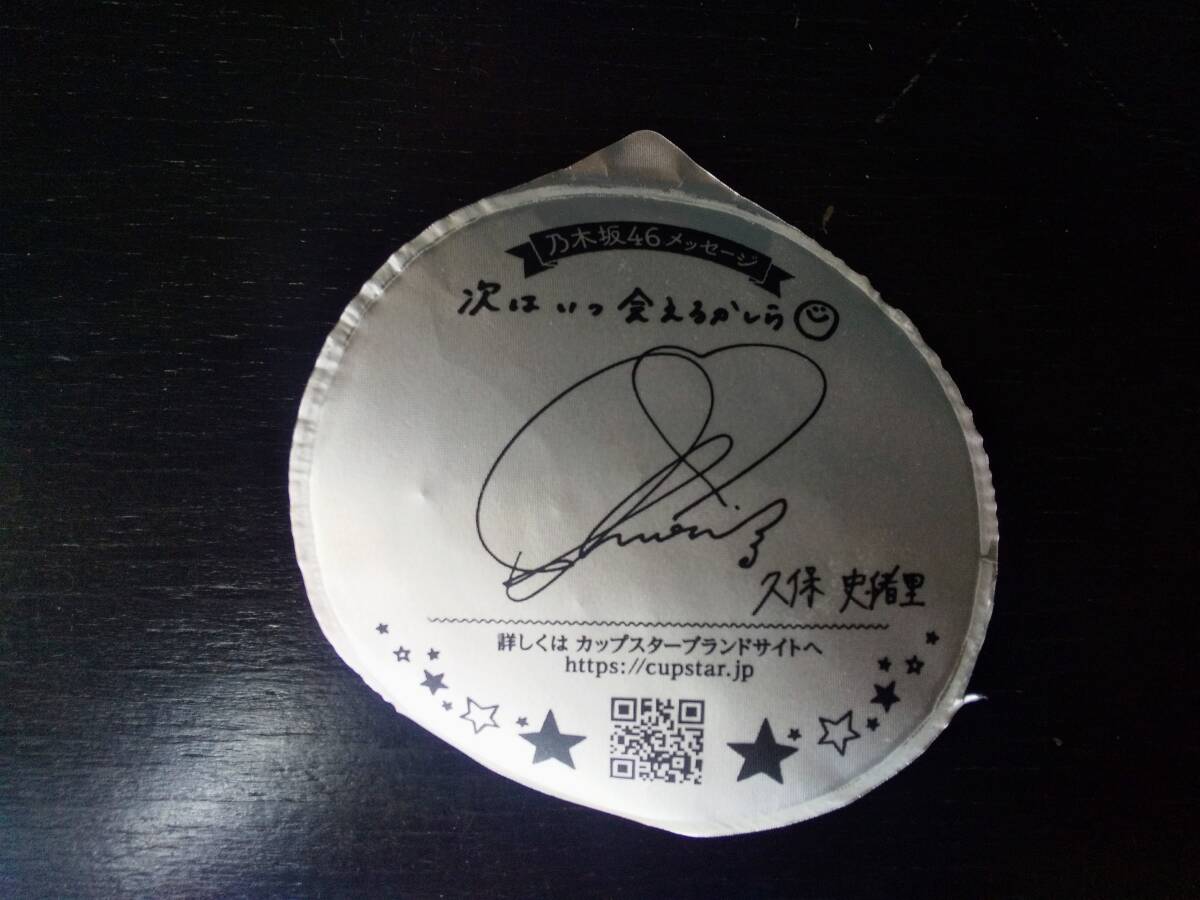 乃木坂46メッセージ
次は いつ 会えるかしら
久保 史緒里
詳しくは カップスターブランドサイトへ
https://cupstar.jp